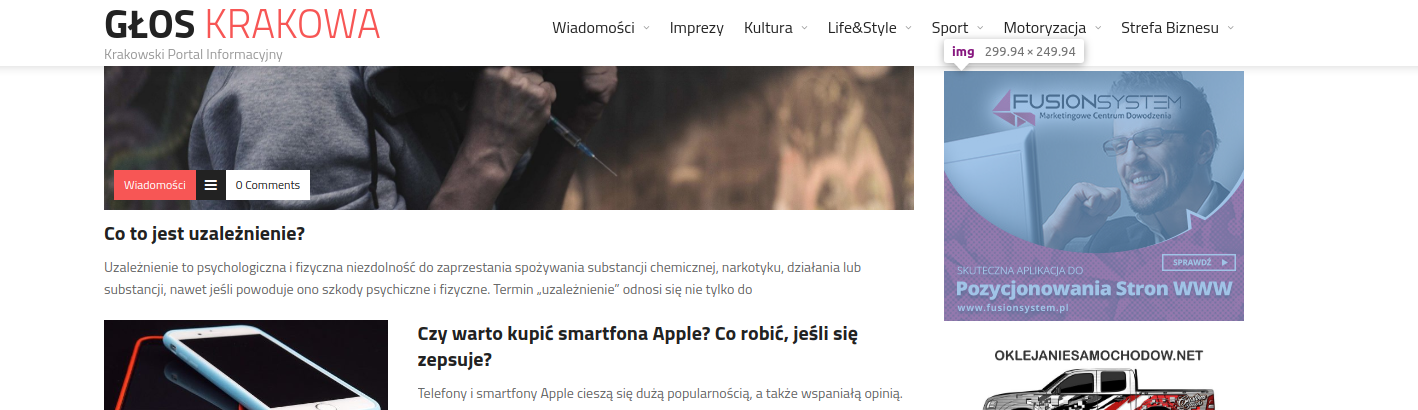 GŁOS KRAKOWA
Krakowski Portal Informacyjny
Wiadomości Imprezy Kultura Life&Style Sport Motoryzacja Strefa Biznesu
img 299.94 × 249.94
Wiadomości
0 Comments
Co to jest uzależnienie?
Uzależnienie to psychologiczna i fizyczna niezdolność do zaprzestania spożywania substancji chemicznej, narkotyku, działania lub
substancji, nawet jeśli powoduje ono szkody psychiczne i fizyczne. Termin „uzależnienie” odnosi się nie tylko do
Czy warto kupić smartfona Apple? Co robić, jeśli się
zepsuje?
Telefony i smartfony Apple cieszą się dużą popularnością, a także wspaniałą opinią.
FUSIONSYSTEM
Marketingowe Centrum Dowodzenia
SPRAWDŹ
SKUTECZNA APLIKACJA DO
Pozycjonowania Stron WWW
www.fusionsystem.pl
OKLEJANIESAMOCHODOW.NET